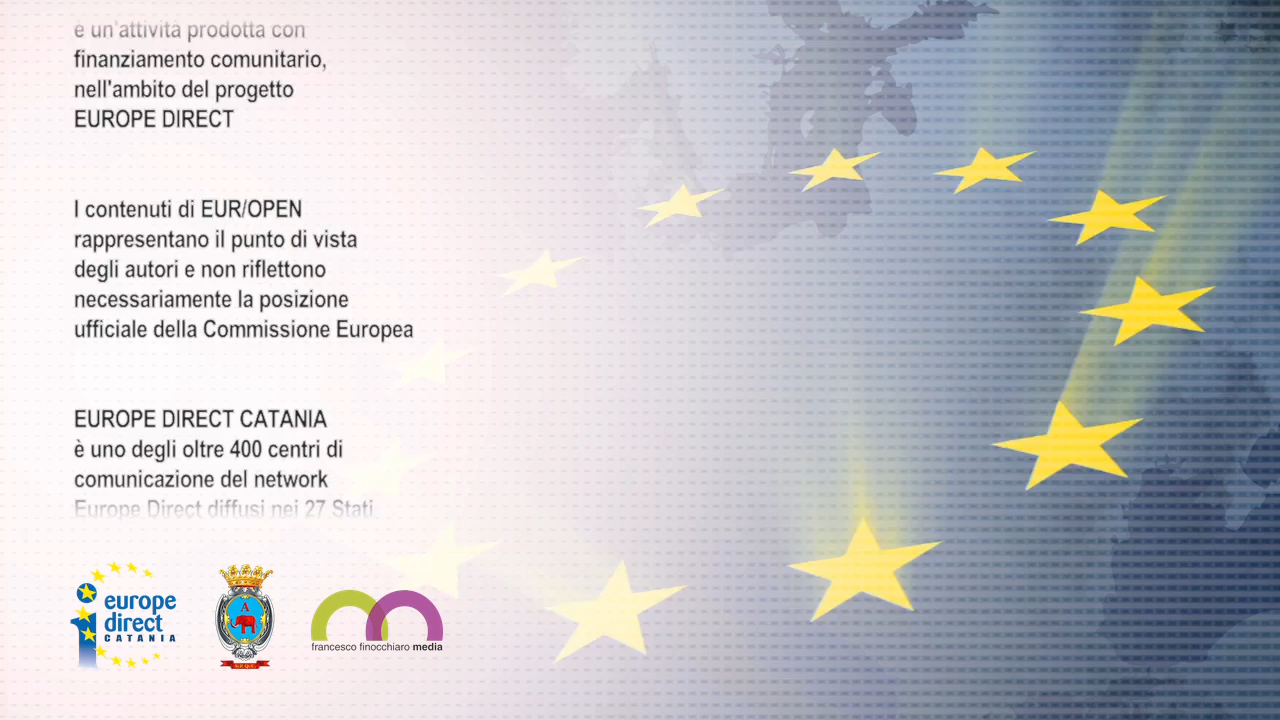 è un'attività prodotta con
finanziamento comunitario,
nell'ambito del progetto
EUROPE DIRECT
I contenuti di EUR/OPEN
rappresentano il punto di vista
degli autori e non riflettono
necessariamente la posizione
ufficiale della Commissione Europea
EUROPE DIRECT CATANIA
è uno degli oltre 400 centri di
comunicazione del network
Europe Direct diffusi nei 27 Stati
europe
direct
CATANIA
A
francesco finocchiaro media